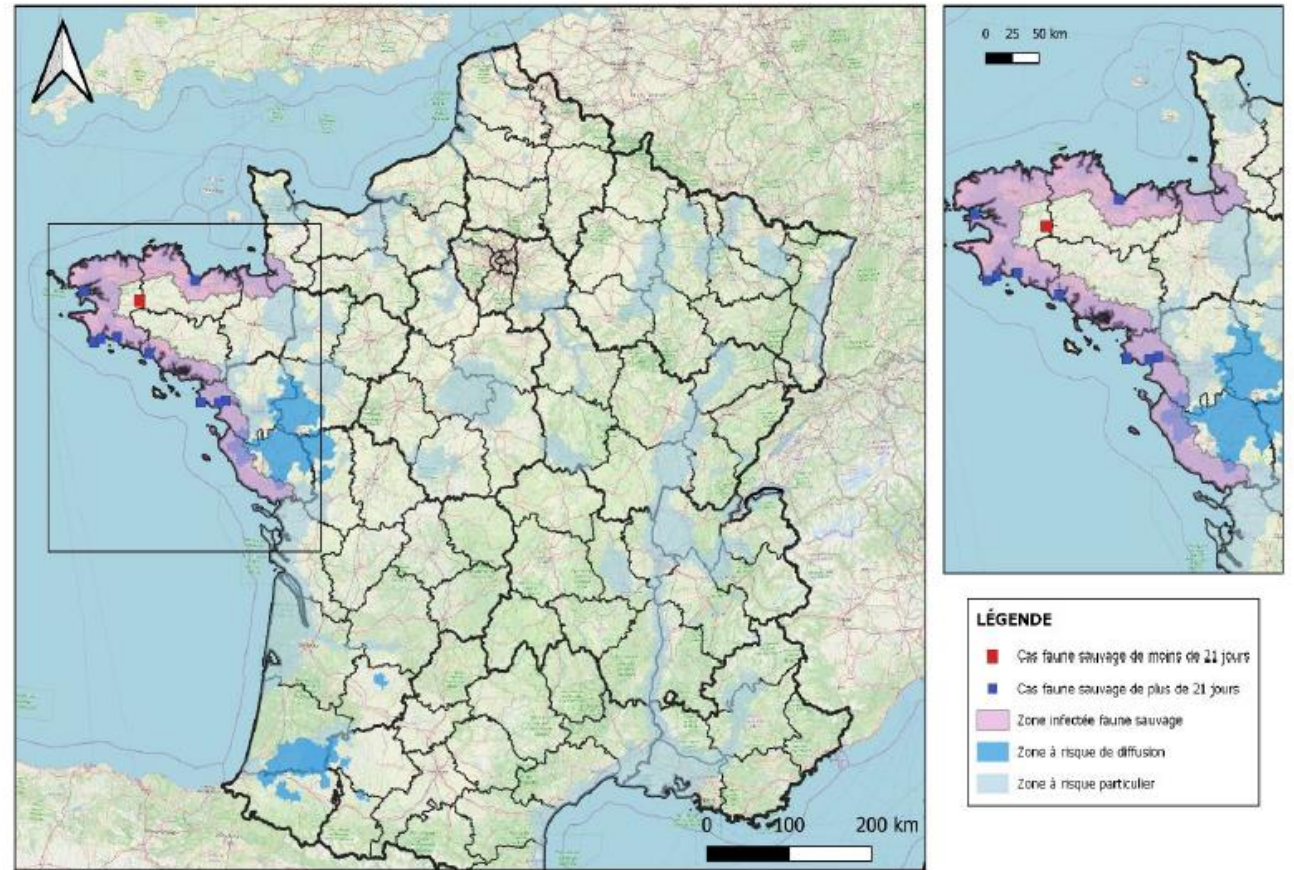 0 25 50 km
0 100 200 km
LÉGENDE
Cas faune sauvage de moins de 21 jours
Cas faune sauvage de plus de 21 jours
Zone infectée faune sauvage
Zone à risque de diffusion
Zone à risque particulier